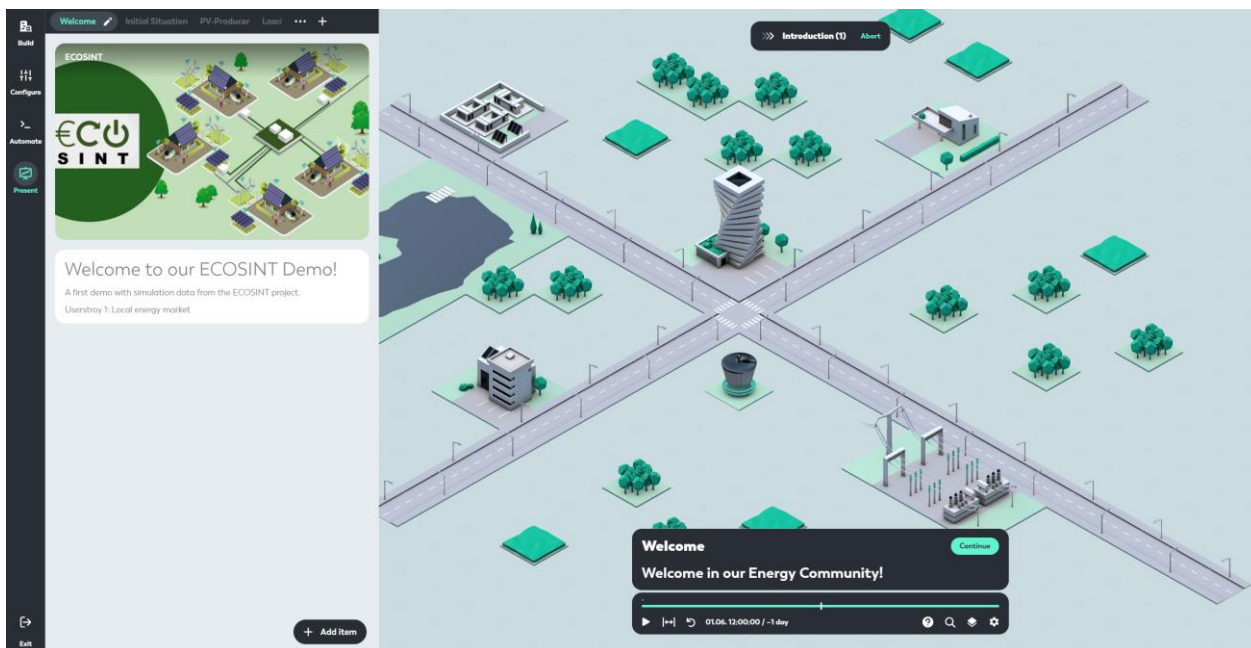 Build
Configure
Automate
Present
Exit
Welcome Initial Situation PV-Producer Load ••• +
ECOSINT
€CO
SINT
Welcome to our ECOSINT Demo!
A first demo with simulation data from the ECOSINT project.
Userstroy 1: Local energy market
+ Add item
Introduction (1) Abort
Welcome
Continue
Welcome in our Energy Community!
01.06. 12:00:00 / -1 day